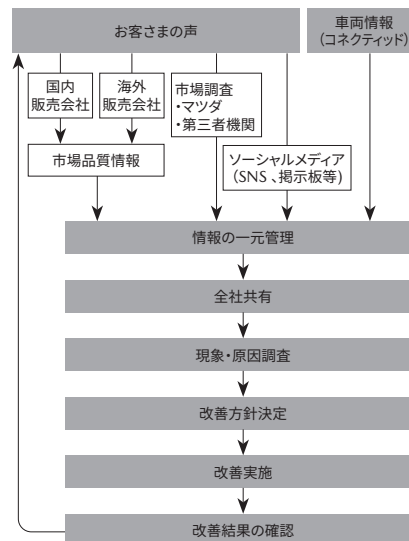 お客さまの声
車両情報
(コネクティッド)
国内
販売会社
海外
販売会社
市場調査
・マツダ
・第三者機関
市場品質情報
ソーシャルメディア
(SNS、掲示板等)
情報の一元管理
全社共有
現象・原因調査
改善方針決定
改善実施
改善結果の確認